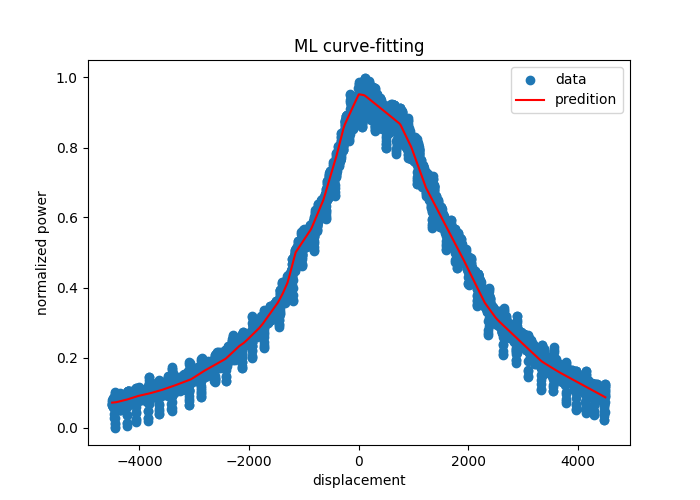 ML curve-fitting
data
predition
normalized power
1.0
0.8
0.6
0.4
0.2
0.0
−4000
−2000
0
2000
4000
displacement